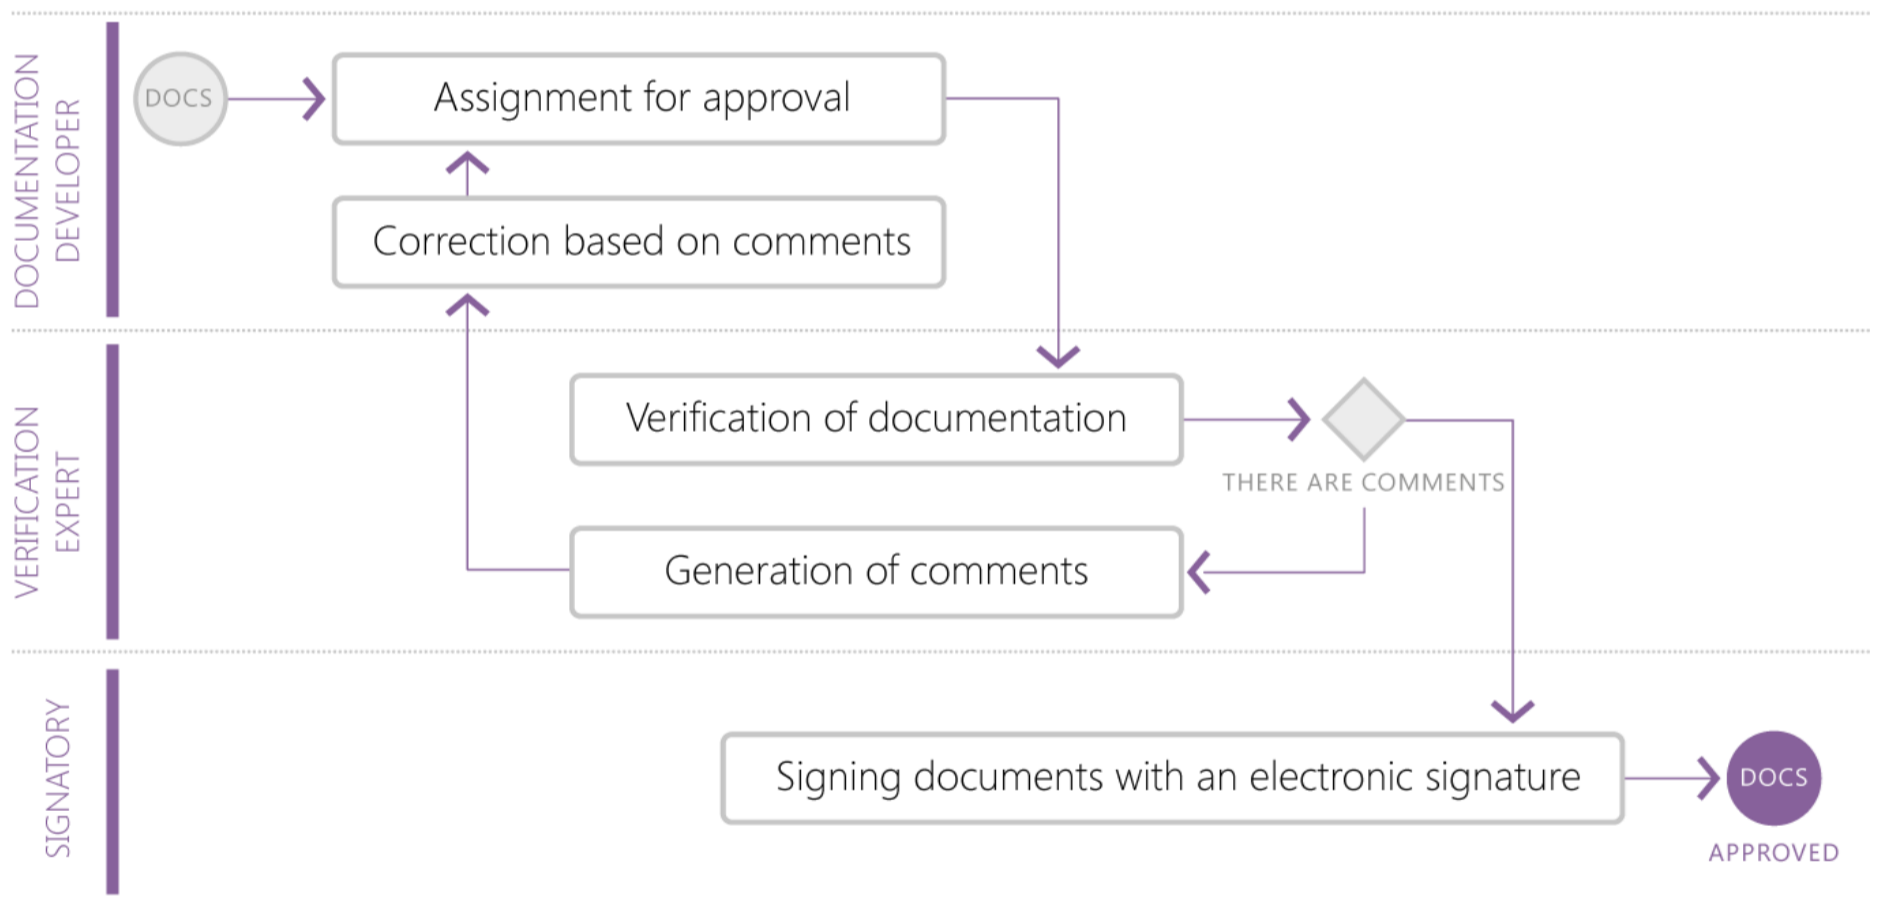 DOCUMENTATION
DEVELOPER
DOCS
Assignment for approval
Correction based on comments
VERIFICATION
EXPERT
Verification of documentation
THERE ARE COMMENTS
Generation of comments
SIGNATORY
Signing documents with an electronic signature
DOCS
APPROVED